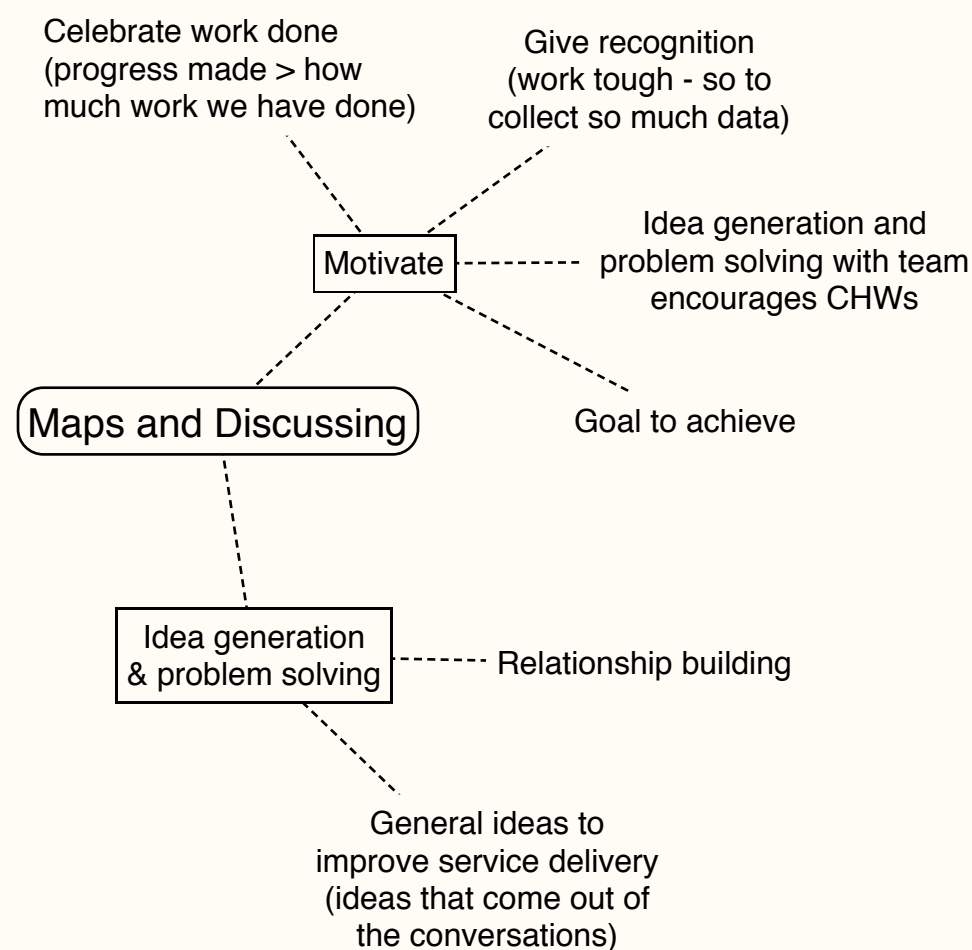 Celebrate work done
(progress made > how
much work we have done)
Give recognition
(work tough - so to
collect so much data)
Motivate
Idea generation and
problem solving with team
encourages CHWs
Goal to achieve
Maps and Discussing
Idea generation
& problem solving
Relationship building
General ideas to
improve service delivery
(ideas that come out of
the conversations)